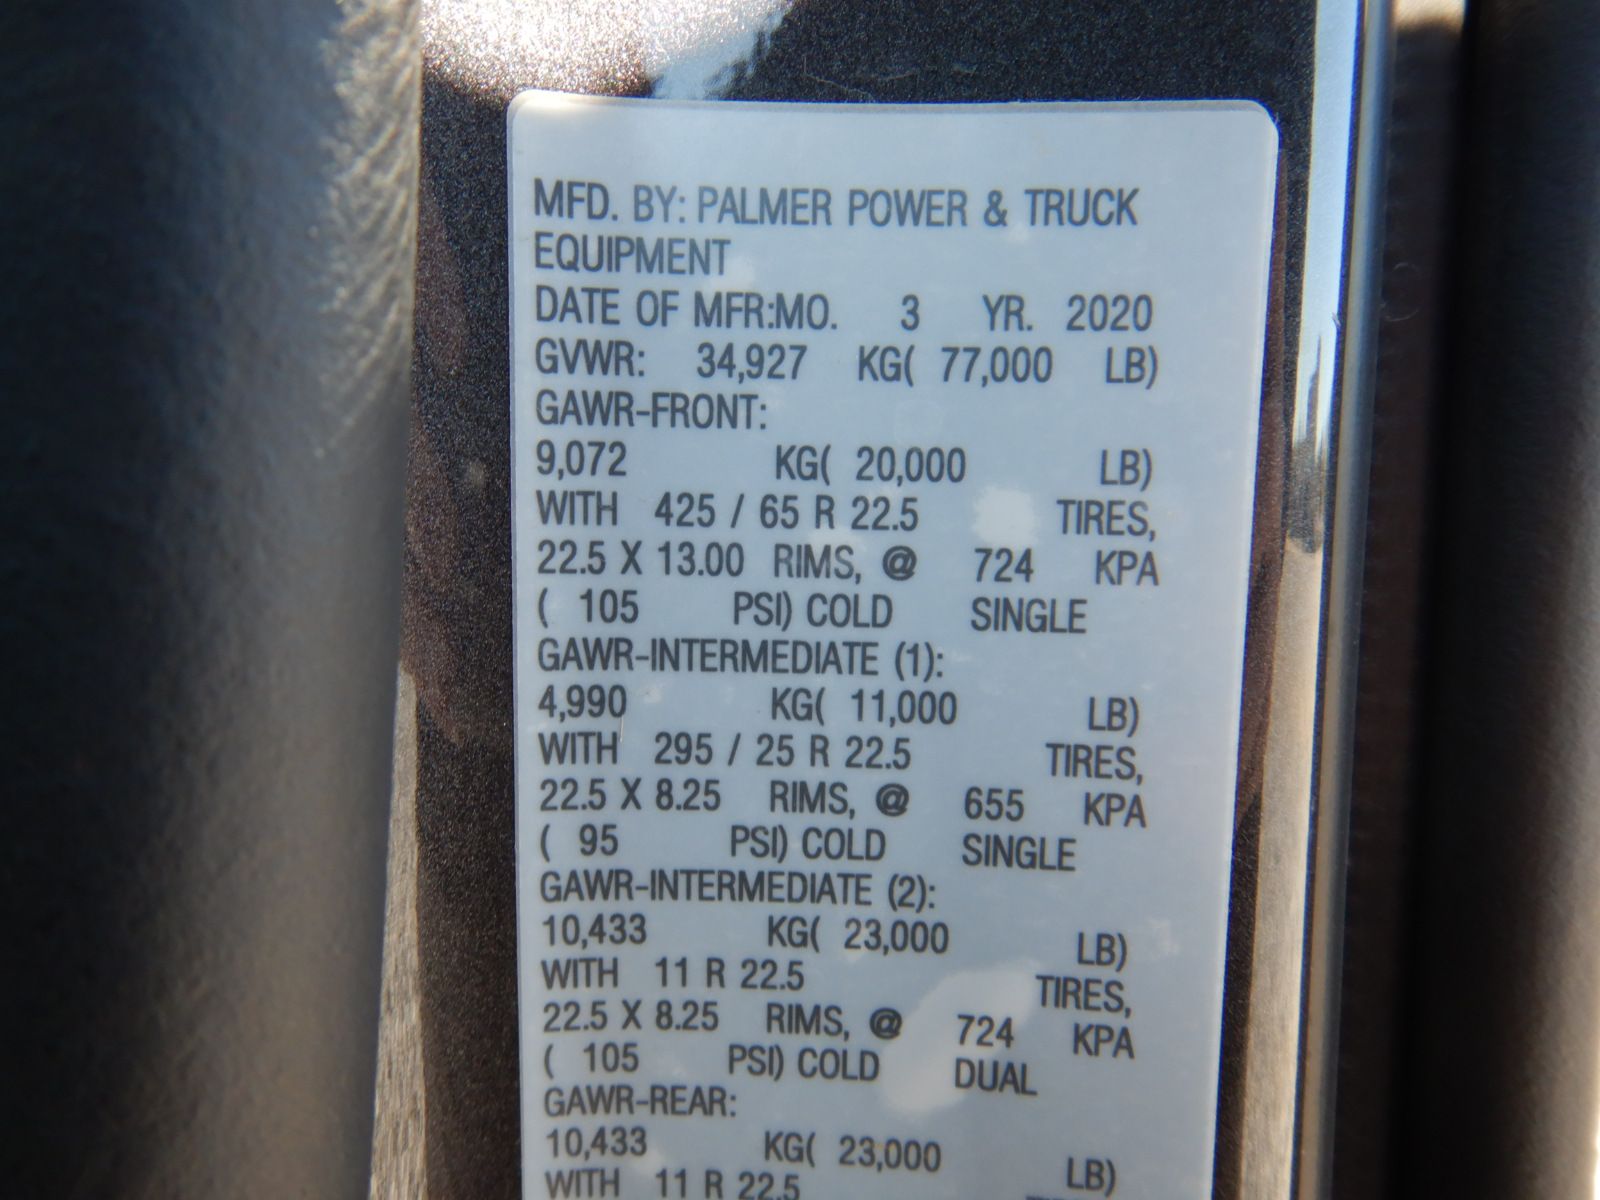 MFD. BY: PALMER POWER & TRUCK
EQUIPMENT
DATE OF MFR:MO. 3 YR. 2020
GVWR: 34,927 KG( 77,000 LB)
GAWR-FRONT:
9,072 KG( 20,000 LB)
WITH 425 / 65 R 22.5 TIRES,
22.5 X 13.00 RIMS, @ 724 KPA
( 105 PSI) COLD SINGLE
GAWR-INTERMEDIATE (1):
4,990 KG( 11,000 LB)
WITH 295 / 25 R 22.5 TIRES,
22.5 X 8.25 RIMS, @ 655 KPA
( 95 PSI) COLD SINGLE
GAWR-INTERMEDIATE (2):
10,433 KG( 23,000 LB)
WITH 11 R 22.5 TIRES,
22.5 X 8.25 RIMS, @ 724 KPA
( 105 PSI) COLD DUAL
GAWR-REAR:
10,433 KG( 23,000 LB)
WITH 11 R 22.5